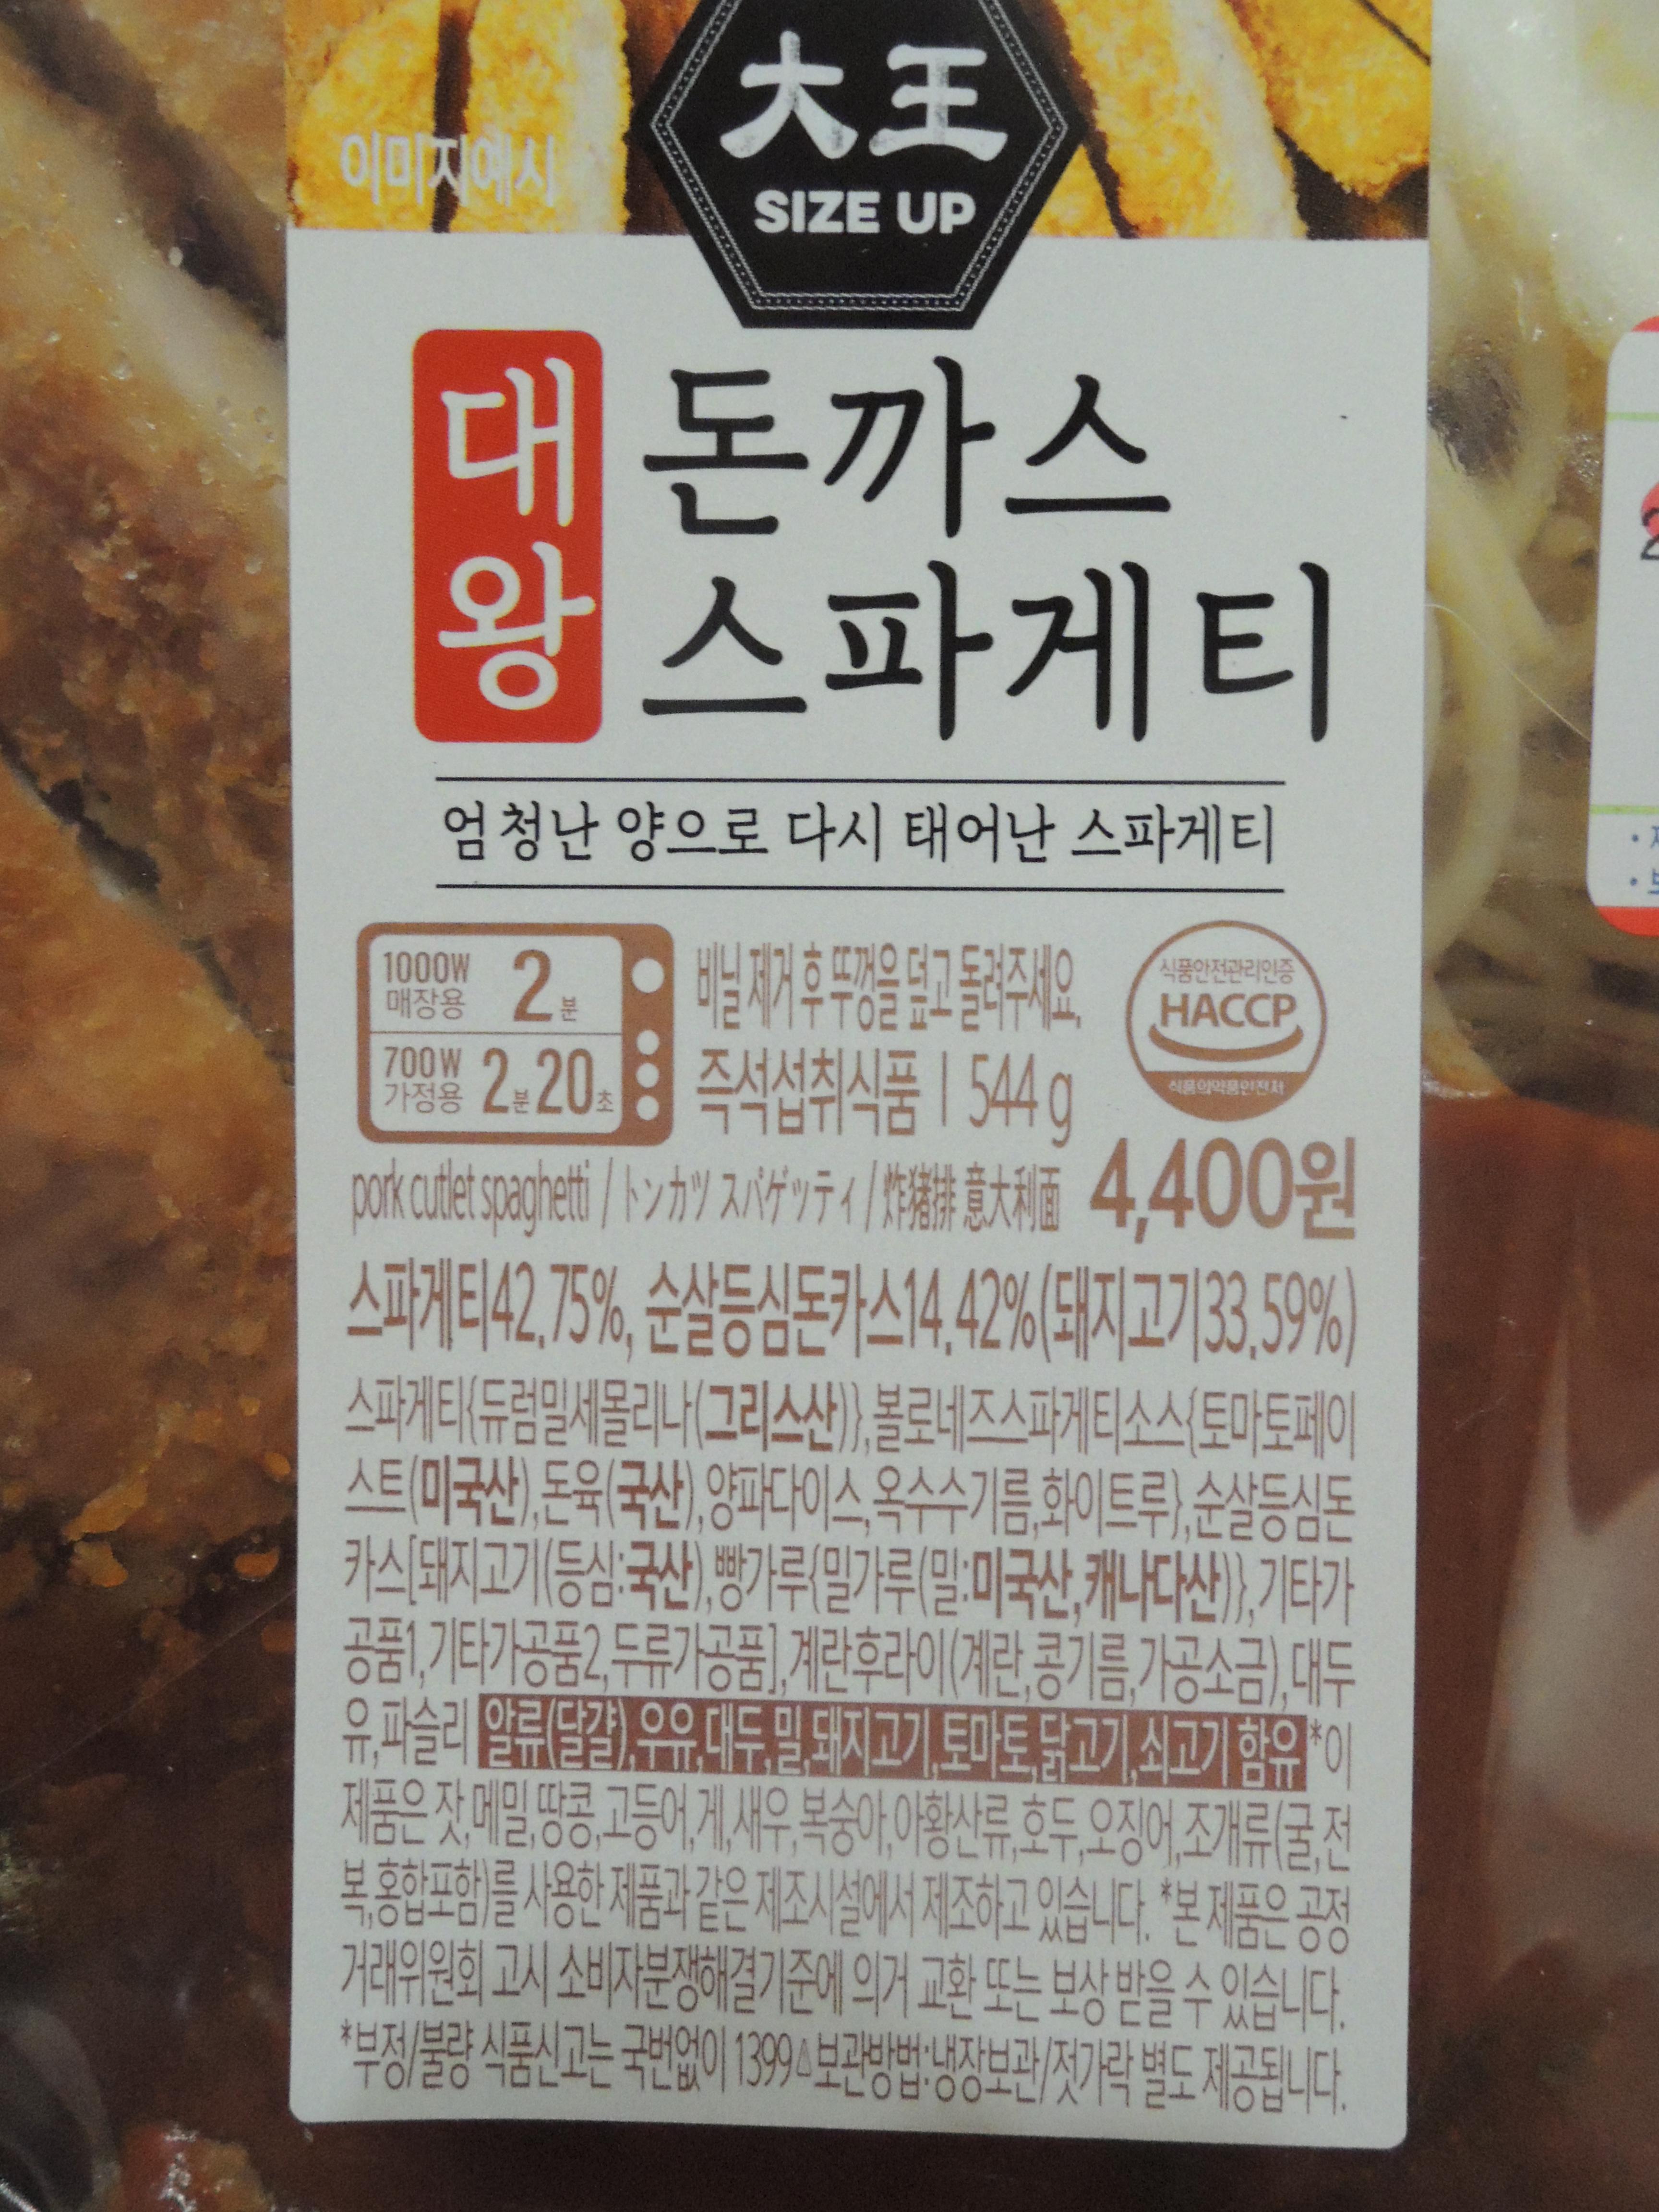 大王
SIZE UP
이미지예시
대왕
돈까스
스파게티
엄청난 양으로 다시 태어난 스파게티
1000W 매장용 2분
700W 가정용 2분20초
비닐 제거 후 뚜껑을 덮고 돌려주세요.
즉석섭취식품 | 544g
식품안전관리인증
HACCP
식품의약품안전처
pork cutlet spaghetti / トンカツ スパゲッティ / 炸猪排 意大利面 4,400원
스파게티42.75%, 순살등심돈카스14.42%(돼지고기33.59%)
스파게티{듀럼밀세몰리나(그리스산)},볼로네즈스파게티소스{토마토페이
스트(미국산),돈육(국산),양파다이스,옥수수기름,화이트루},순살등심돈
카스[돼지고기(등심:국산),빵가루{밀가루(밀:미국산,캐나다산)},기타가
공품1,기타가공품2,두류가공품],계란후라이(계란,콩기름,가공소금),대두
유,파슬리 알류(달걀),우유,대두,밀,돼지고기,토마토,닭고기,쇠고기 함유 *이
제품은 잣,메밀,땅콩,고등어,게,새우,복숭아,아황산류,호두,오징어,조개류(굴,전
복,홍합포함)를 사용한 제품과 같은 제조시설에서 제조하고 있습니다. *본 제품은 공정
거래위원회 고시 소비자분쟁해결기준에 의거 교환 또는 보상 받을 수 있습니다.
*부정/불량 식품신고는 국번없이 1399△보관방법:냉장보관/젓가락 별도 제공됩니다.